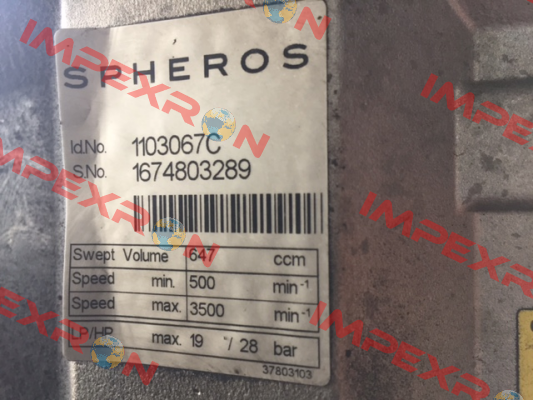 SPHEROS
Id.No. 1103067C
S.No. 1674803289
Swept Volume 647 ccm
Speed min. 500 min⁻¹
Speed max. 3500 min⁻¹
LP/HP max. 19 / 28 bar
37803103
IMPEXRON
IMPEXRON
IMPEXRON
IMPEXRON
IMPEXRON